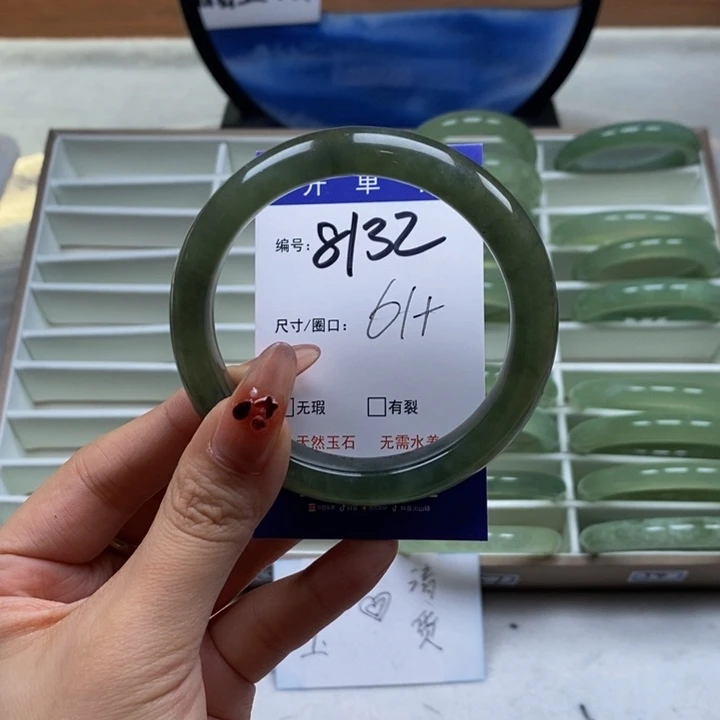 开单
编号: 8132
尺寸/圈口: 61+
无瑕 有裂
天然玉石 无需水养
清
货
玉